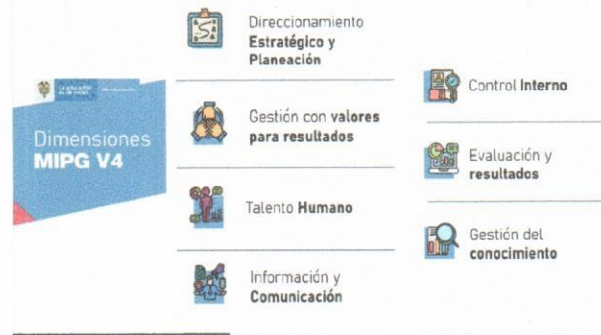 Dimensiones
MIPG V4
Direccionamiento
Estratégico y
Planeación
Gestión con valores
para resultados
Talento Humano
Información y
Comunicación
Control Interno
Evaluación y
resultados
Gestión del
conocimiento